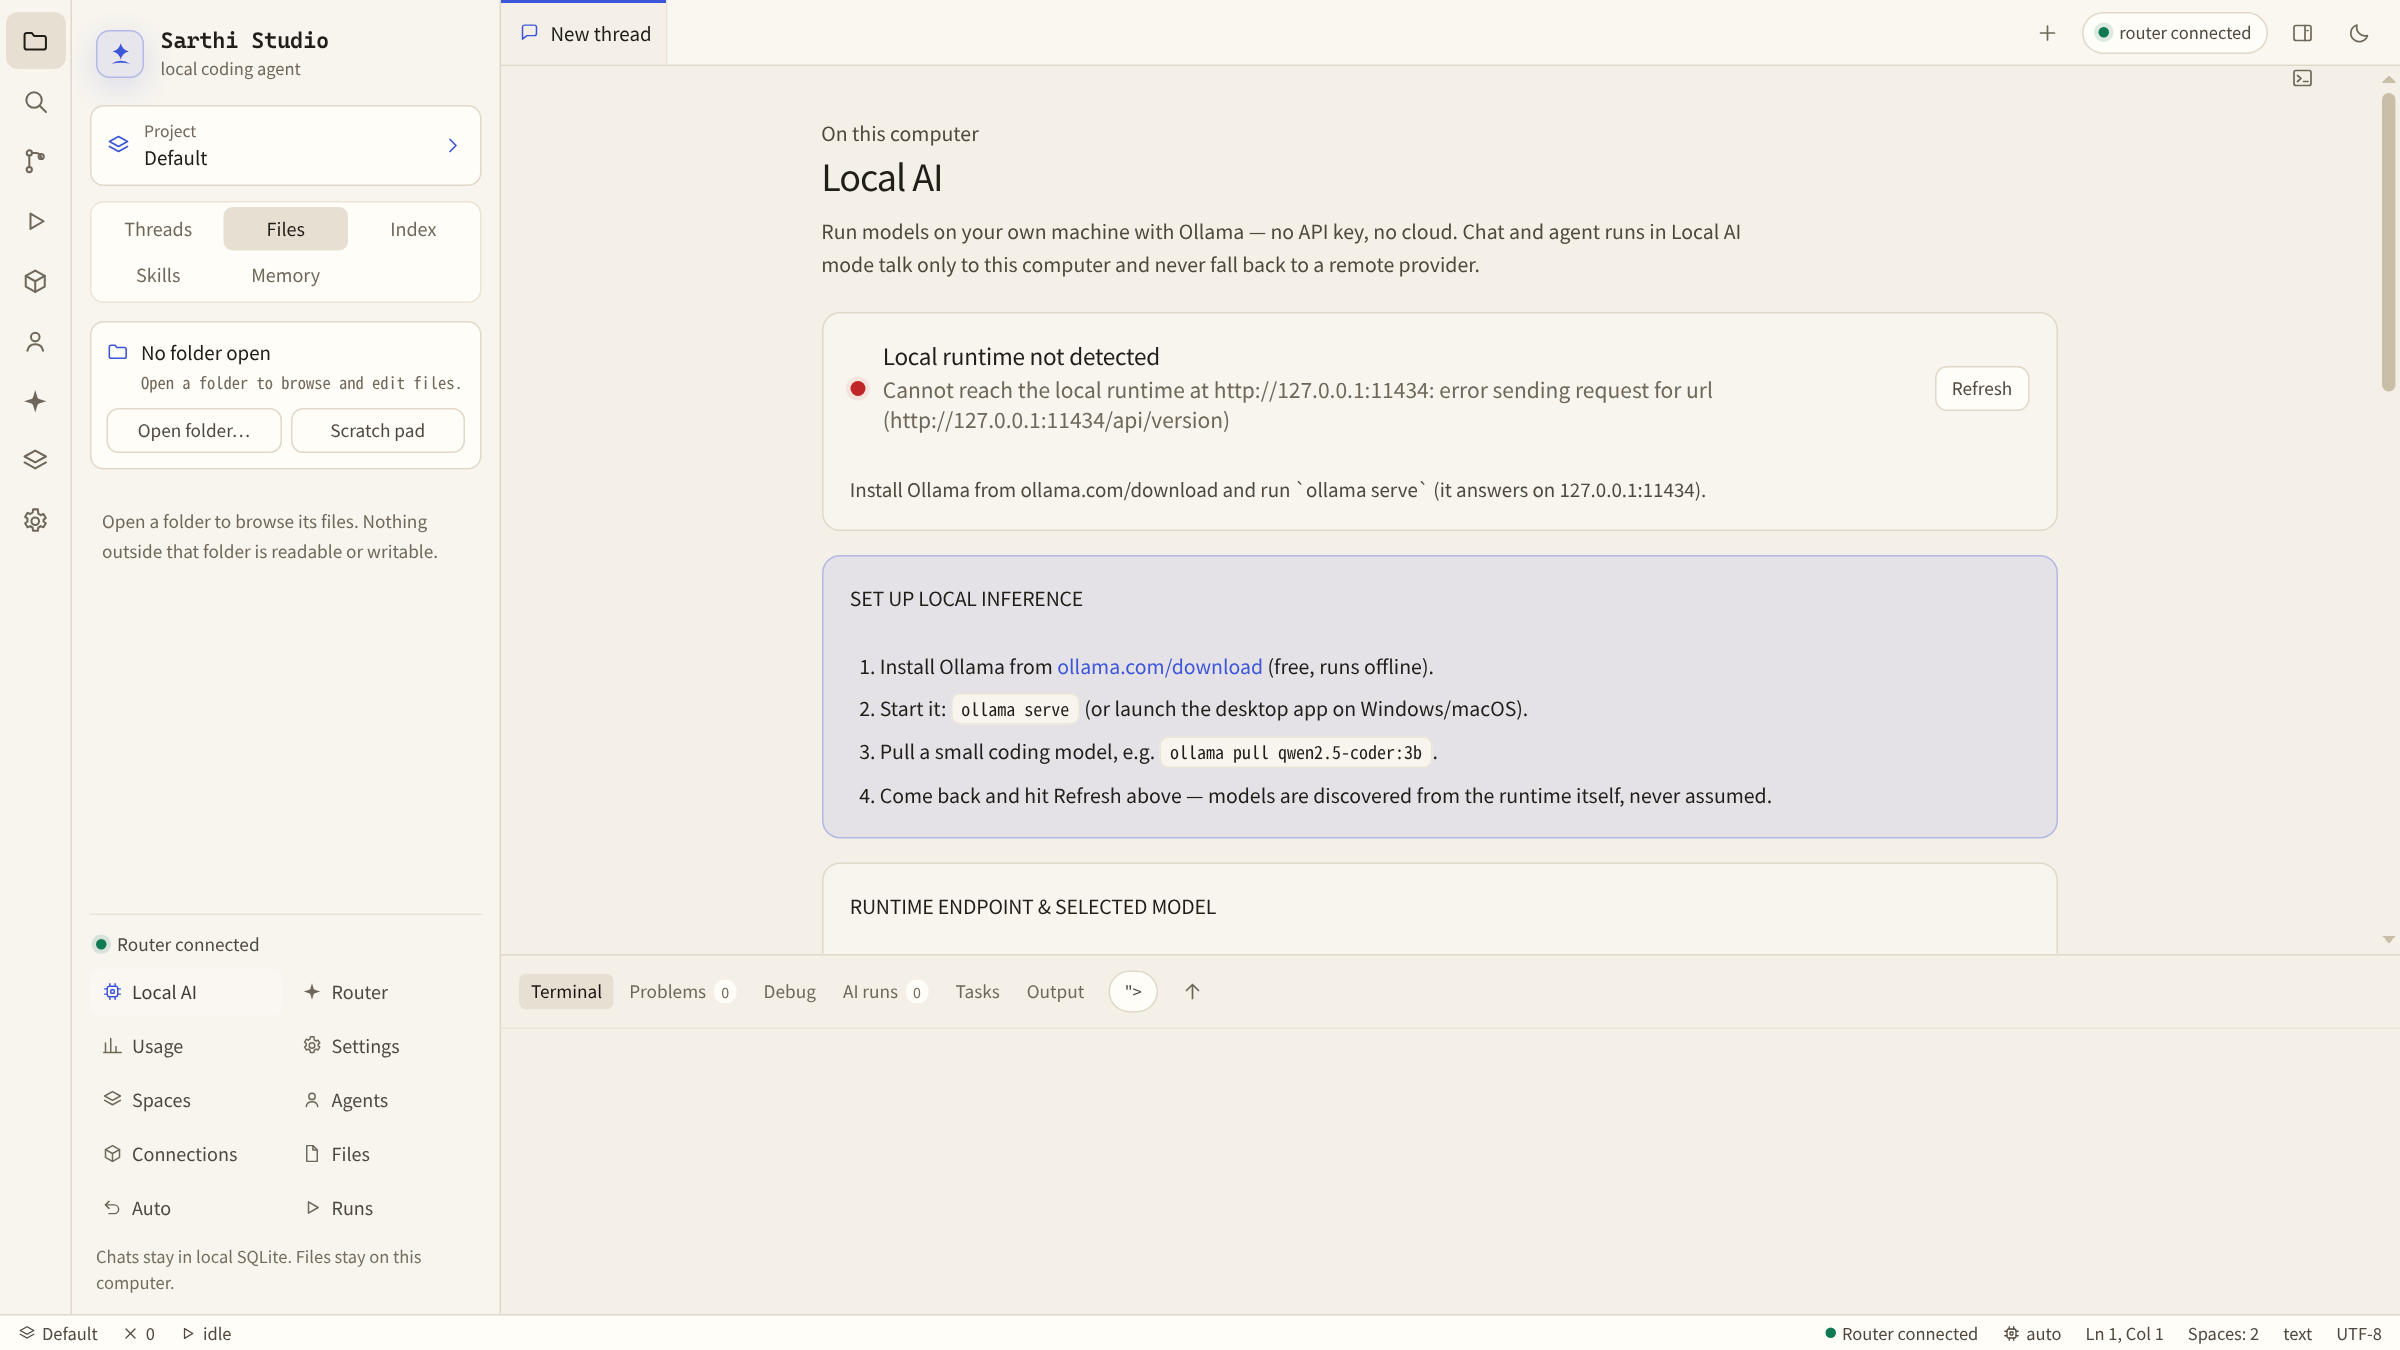 Sarthi Studio
local coding agent
Project
Default
Threads
Files
Index
Skills
Memory
No folder open
Open a folder to browse and edit files.
Open folder…
Scratch pad
Open a folder to browse its files. Nothing
outside that folder is readable or writable.
Router connected
Local AI
Router
Usage
Settings
Spaces
Agents
Connections
Files
Auto
Runs
Chats stay in local SQLite. Files stay on this
computer.
New thread
router connected
On this computer
Local AI
Run models on your own machine with Ollama — no API key, no cloud. Chat and agent runs in Local AI
mode talk only to this computer and never fall back to a remote provider.
Local runtime not detected
Cannot reach the local runtime at http://127.0.0.1:11434: error sending request for url
(http://127.0.0.1:11434/api/version)
Refresh
Install Ollama from ollama.com/download and run `ollama serve` (it answers on 127.0.0.1:11434).
SET UP LOCAL INFERENCE
1. Install Ollama from ollama.com/download (free, runs offline).
2. Start it: ollama serve (or launch the desktop app on Windows/macOS).
3. Pull a small coding model, e.g. ollama pull qwen2.5-coder:3b.
4. Come back and hit Refresh above — models are discovered from the runtime itself, never assumed.
RUNTIME ENDPOINT & SELECTED MODEL
Terminal Problems 0 Debug AI runs 0 Tasks Output ">
Default 0 idle
Router connected auto Ln 1, Col 1 Spaces: 2 text UTF-8